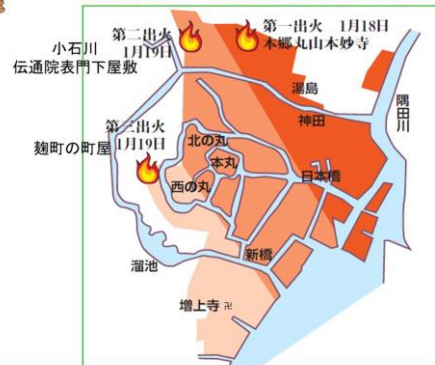 第二出火
1月19日
小石川
伝通院表門下屋敷
第一出火 1月18日
本郷丸山本妙寺
湯島
神田
隅田川
第三出火
1月19日
麹町の町屋
北の丸
本丸
西の丸
日本橋
新橋
溜池
増上寺 卍